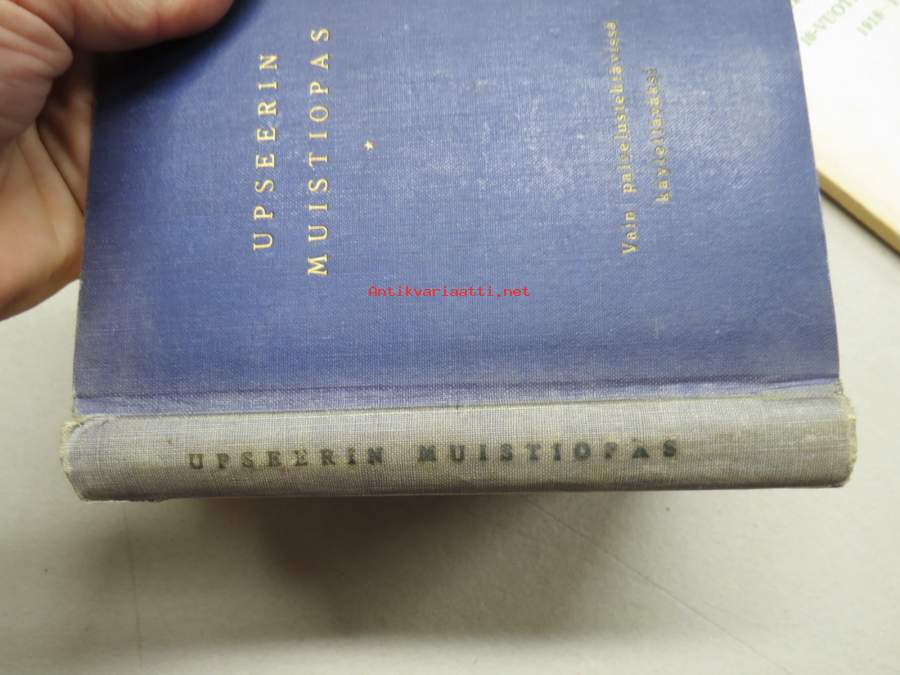 UPSEERIN
MUISTIOPAS
*
Vain palvelustehtävissä
käytettäväksi
Antikvariaatti.net
UPSEERIN MUISTIOPAS